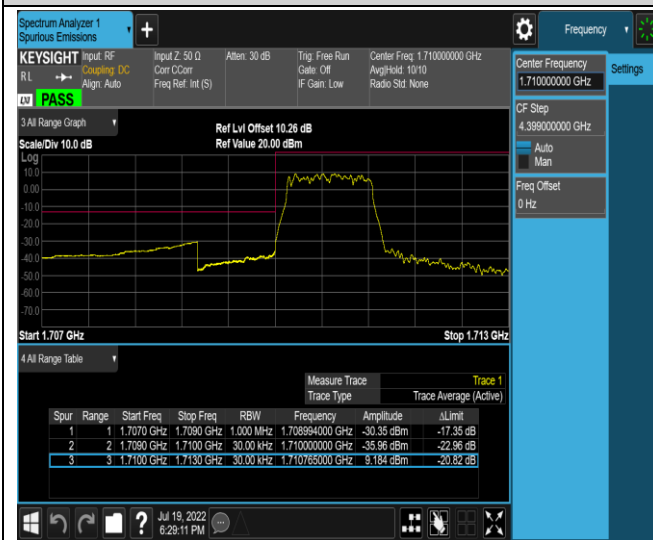 Spectrum Analyzer 1
Spurious Emissions
Frequency
KEYSIGHT Input: RF Input Z: 50 Ω Atten: 30 dB Trig: Free Run Center Freq: 1.710000000 GHz
RL Coupling: DC Corr CCorr Gate: Off Avg|Hold: 10/10
Align: Auto Freq Ref: Int (S) IF Gain: Low Radio Std: None
LXI PASS
Center Frequency
1.710000000 GHz
Settings
CF Step
4.399000000 GHz
Auto
Man
Freq Offset
0 Hz
3 All Range Graph
Ref Lvl Offset 10.26 dB
Scale/Div 10.0 dB Ref Value 20.00 dBm
Log
10.0
0.00
-10.0
-20.0
-30.0
-40.0
-50.0
-60.0
-70.0
Start 1.707 GHz Stop 1.713 GHz
4 All Range Table
Measure Trace Trace 1
Trace Type Trace Average (Active)
Spur Range Start Freq Stop Freq RBW Frequency Amplitude ΔLimit
1 1 1.7070 GHz 1.7090 GHz 1.000 MHz 1.708994000 GHz -30.35 dBm -17.35 dB
2 2 1.7090 GHz 1.7100 GHz 30.00 kHz 1.710000000 GHz -35.96 dBm -22.96 dB
3 3 1.7100 GHz 1.7130 GHz 30.00 kHz 1.710765000 GHz 9.184 dBm -20.82 dB
Jul 19, 2022
6:29:11 PM